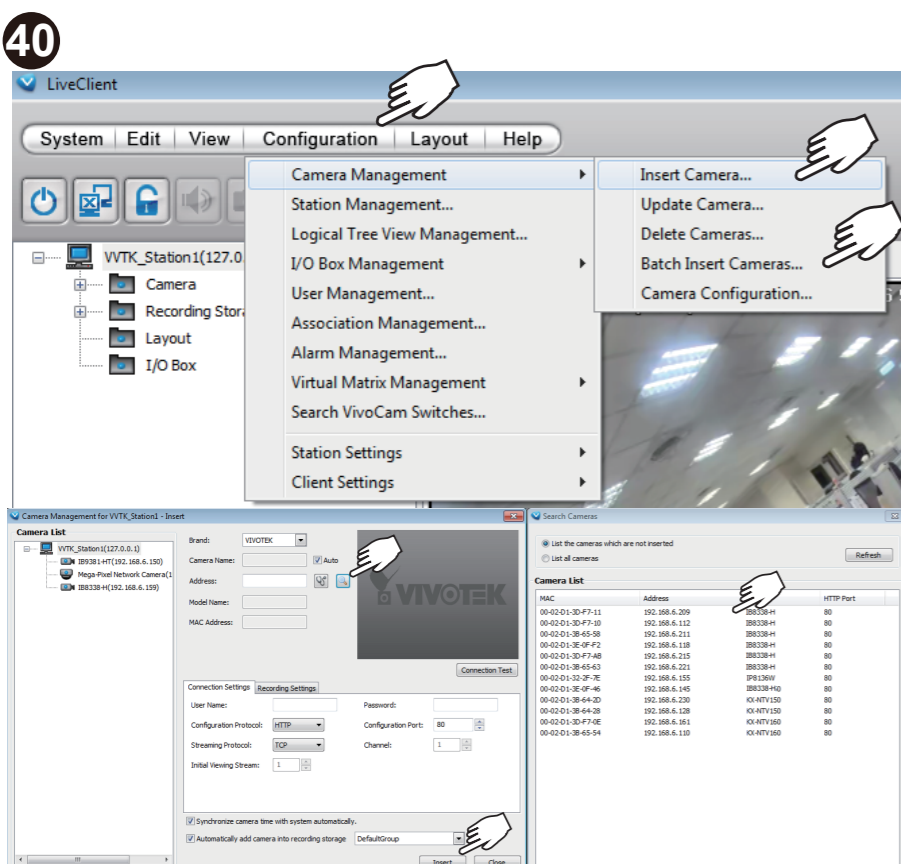 40
LiveClient
System Edit View Configuration Layout Help
Camera Management
Station Management...
Logical Tree View Management...
I/O Box Management
User Management...
Association Management...
Alarm Management...
Virtual Matrix Management
Search VivoCam Switches...
Station Settings
Client Settings
Insert Camera...
Update Camera...
Delete Cameras...
Batch Insert Cameras...
Camera Configuration...
VVTK_Station1(127.0
Camera
Recording Stora
Layout
I/O Box
Camera Management for VVTK_Station1 - Insert
Camera List
VVTK_Station1(127.0.0.1)
IB9381-HT(192.168.6.150)
Mega-Pixel Network Camera(1
IB8338-H(192.168.6.159)
Brand: VIVOTEK
Camera Name: Auto
Address:
Model Name:
MAC Address:
VIVOTEK
Connection Test
Connection Settings Recording Settings
User Name: Password:
Configuration Protocol: HTTP Configuration Port: 80
Streaming Protocol: TCP Channel: 1
Initial Viewing Stream: 1
Synchronize camera time with system automatically.
Automatically add camera into recording storage DefaultGroup
Insert Close
Search Cameras
List the cameras which are not inserted
List all cameras
Refresh
Camera List
MAC Address HTTP Port
00-02-D1-3D-F7-11 192.168.6.209 IB8338-H 80
00-02-D1-3D-F7-10 192.168.6.112 IB8338-H 80
00-02-D1-3B-65-58 192.168.6.211 IB8338-H 80
00-02-D1-3E-0F-F2 192.168.6.118 IB8338-H 80
00-02-D1-3D-F7-AB 192.168.6.215 IB8338-H 80
00-02-D1-3B-65-63 192.168.6.221 IB8338-H 80
00-02-D1-32-2F-7E 192.168.6.155 IP8136W 80
00-02-D1-3E-0F-46 192.168.6.145 80
00-02-D1-3B-64-2D 192.168.6.230 KX-NTV150 80
00-02-D1-3B-64-28 192.168.6.128 KX-NTV150 80
00-02-D1-3D-F7-0E 192.168.6.161 KX-NTV160 80
00-02-D1-3B-65-54 192.168.6.110 KX-NTV160 80